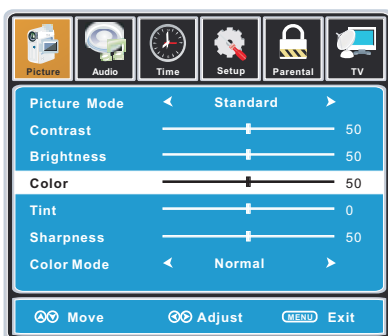 Picture Audio Time Setup Parental TV
Picture Mode Standard
Contrast 50
Brightness 50
Color 50
Tint 0
Sharpness 50
Color Mode Normal
Move Adjust MENU Exit